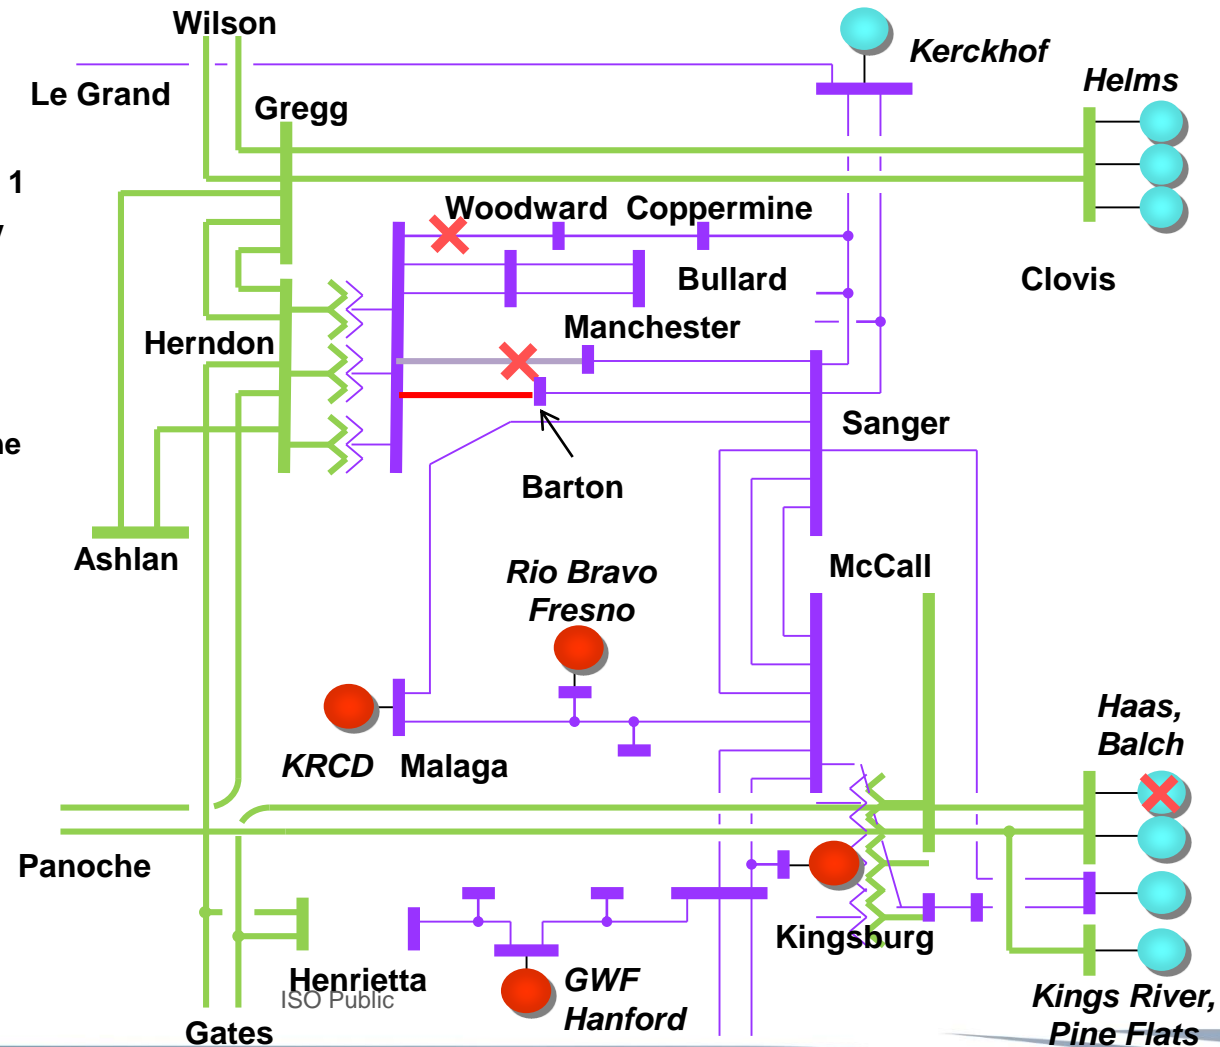 Wilson
Kerckhof
Le Grand
Helms
Gregg
1
Woodward Coppermine
Bullard
Clovis
Manchester
Herndon
Sanger
Barton
Ashlan
McCall
Rio Bravo
Fresno
Haas,
Balch
KRCD Malaga
Panoche
Kingsburg
Henrietta
GWF
ISO Public
Hanford
Kings River,
Pine Flats
Gates